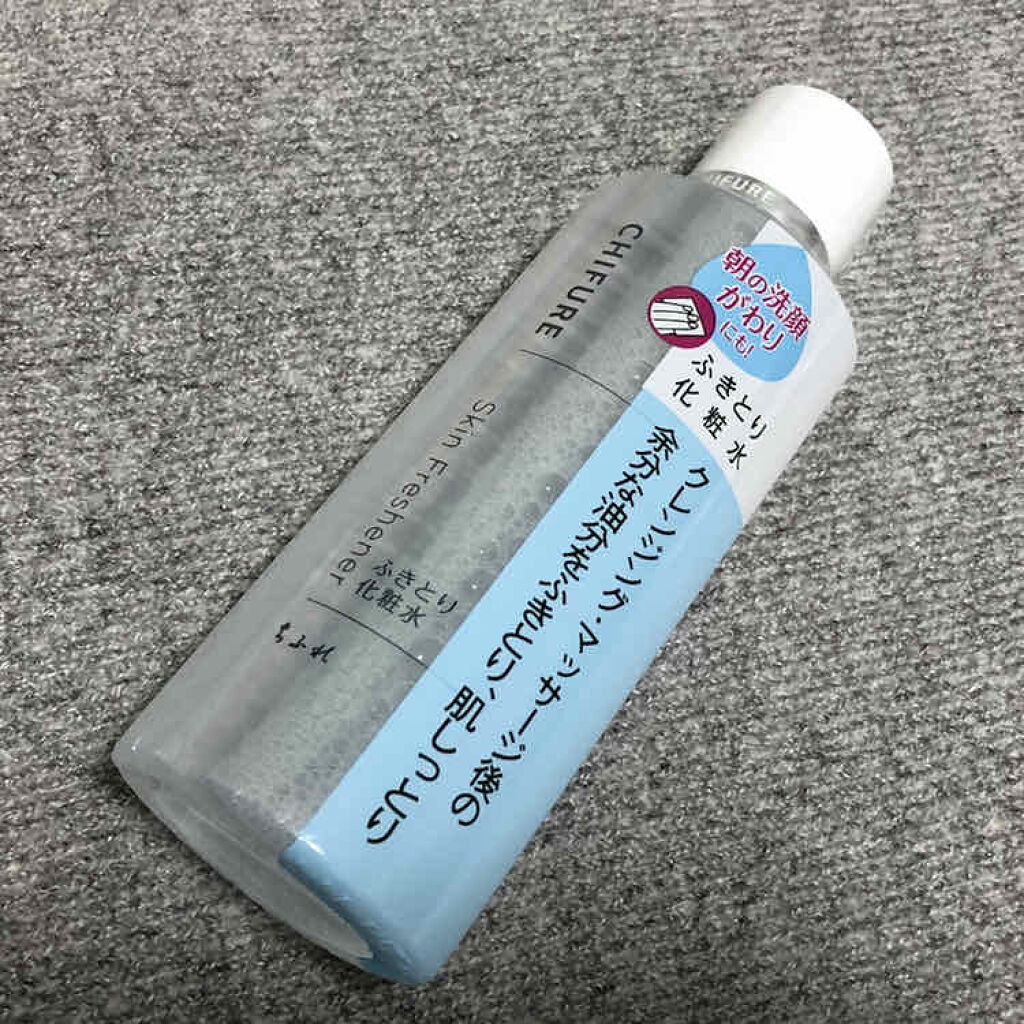 CHIFURE
Skin Freshener
ふきとり
化粧水
ちふれ
朝の洗顔
がわり
にも!
ふきとり
化粧水
クレンジング・マッサージ後の
余分な油分をふきとり、肌しっとり